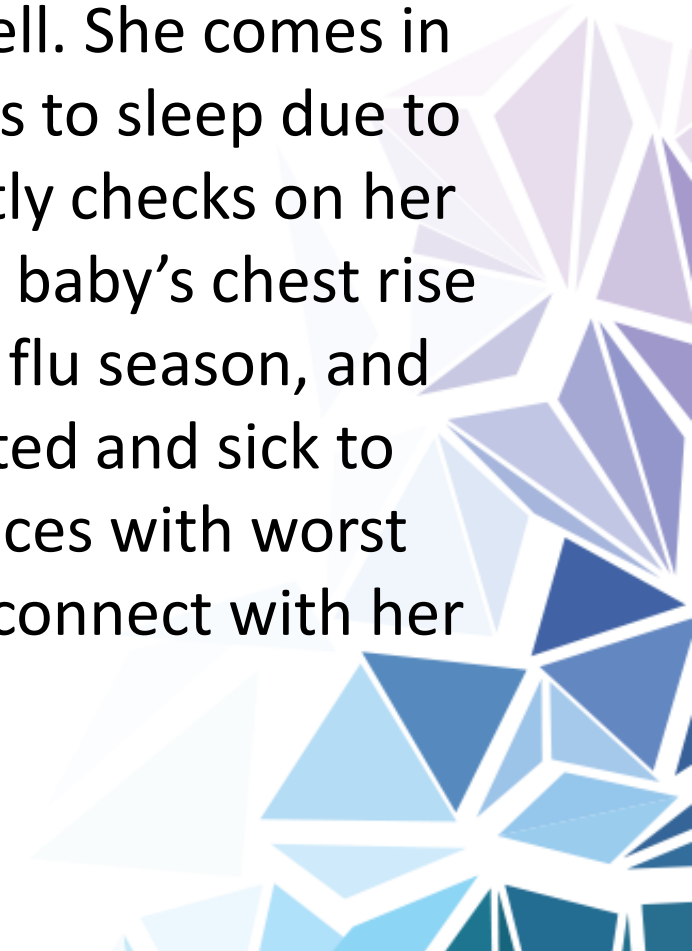 ell. She comes in
s to sleep due to
tly checks on her
baby’s chest rise
flu season, and
ted and sick to
ces with worst
connect with her